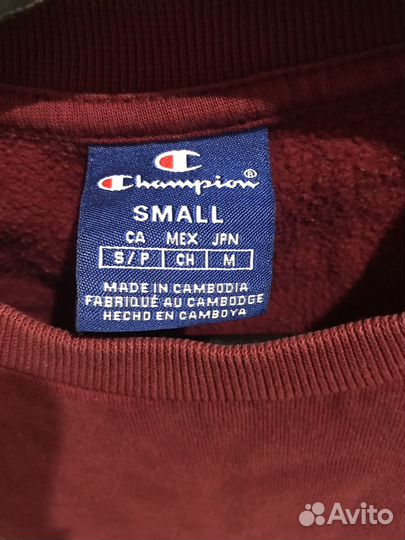 Champion®
SMALL
CA MEX JPN
S/P CH M
MADE IN CAMBODIA
FABRIQUÉ AU CAMBODGE
HECHO EN CAMBOYA
Avito